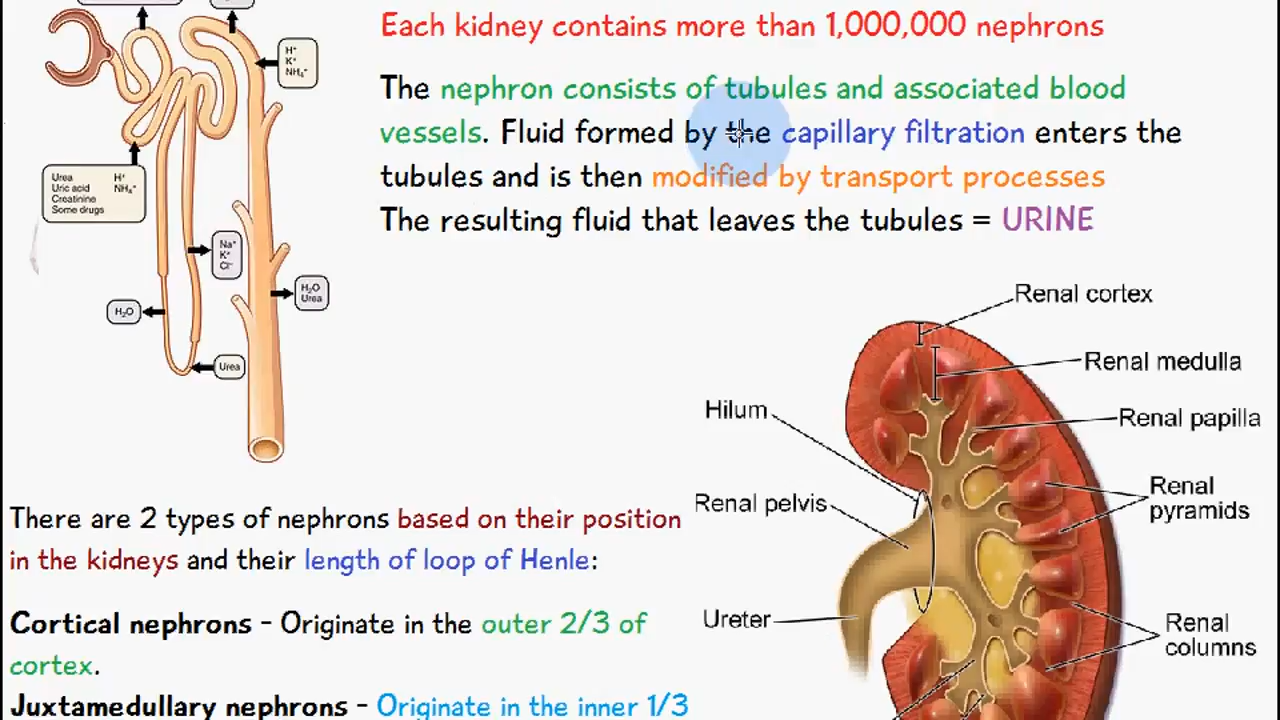 Each kidney contains more than 1,000,000 nephrons
The nephron consists of tubules and associated blood
vessels. Fluid formed by the capillary filtration enters the
tubules and is then modified by transport processes
The resulting fluid that leaves the tubules = URINE
H⁺
K⁺
NH₄⁺
Urea H⁺
Uric acid NH₄⁺
Creatinine
Some drugs
Na⁺
K⁺
Cl⁻
H₂O
Urea
H₂O
Urea
Renal cortex
Renal medulla
Hilum
Renal papilla
Renal pelvis
Renal
pyramids
Ureter
Renal
columns
There are 2 types of nephrons based on their position
in the kidneys and their length of loop of Henle:
Cortical nephrons - Originate in the outer 2/3 of
cortex.
Juxtamedullary nephrons - Originate in the inner 1/3